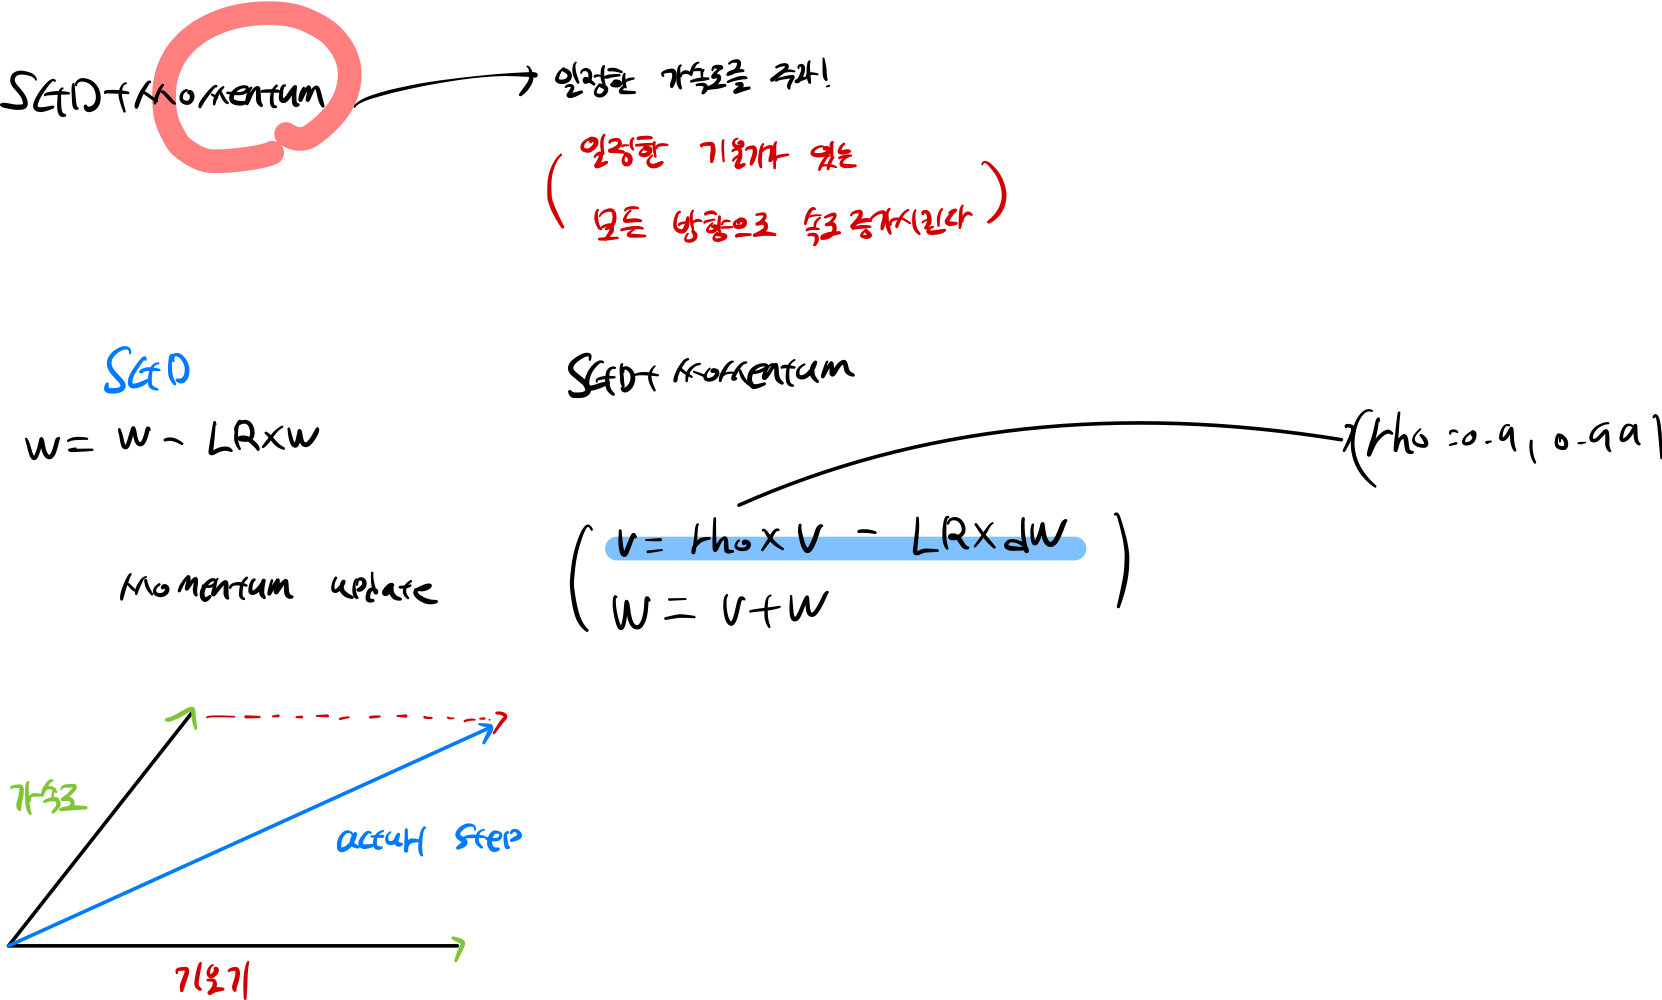 SGD+Momentum
일정한 가속도를 주자!
(일정한 기울기가 있는
모든 방향으로 속도 증가시킨다)
SGD
SGD+Momentum
w= w - LR×w
(rho =0.9, 0.99)
v= rho×v - LR×dW
Momentum update
W = v+W
가속도
actual step
기울기